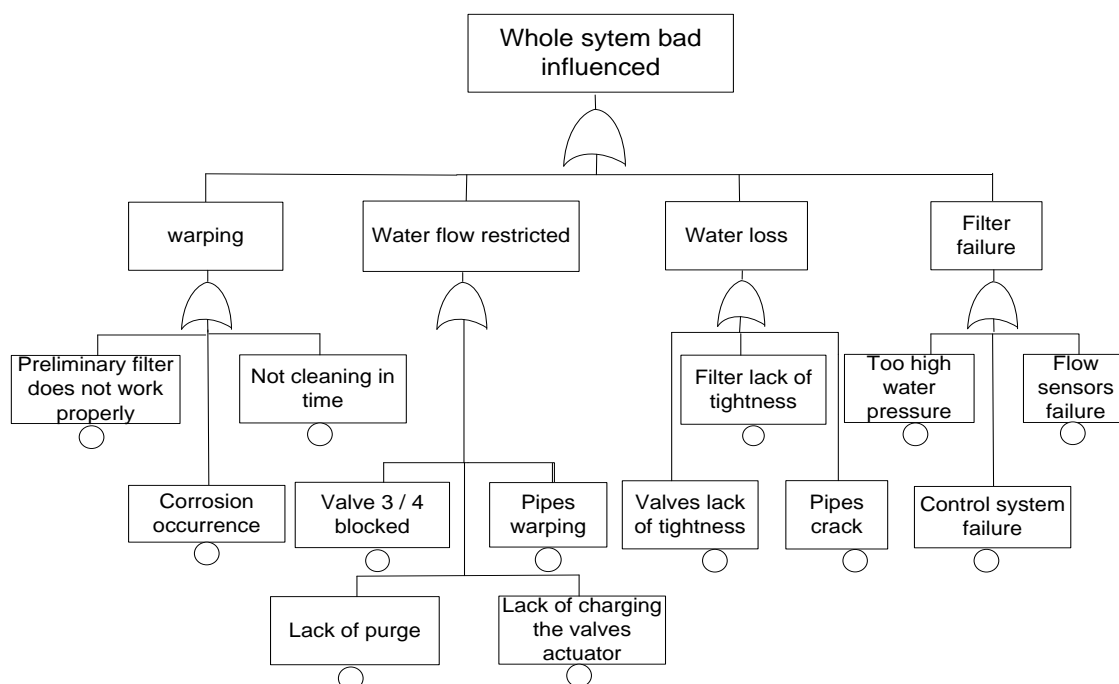 Whole sytem bad
influenced
warping
Water flow restricted
Water loss
Filter
failure
Preliminary filter
does not work
properly
Not cleaning in
time
Filter lack of
tightness
Too high
water
pressure
Flow
sensors
failure
Corrosion
occurrence
Valve 3 / 4
blocked
Pipes
warping
Valves lack
of tightness
Pipes
crack
Control system
failure
Lack of purge
Lack of charging
the valves
actuator